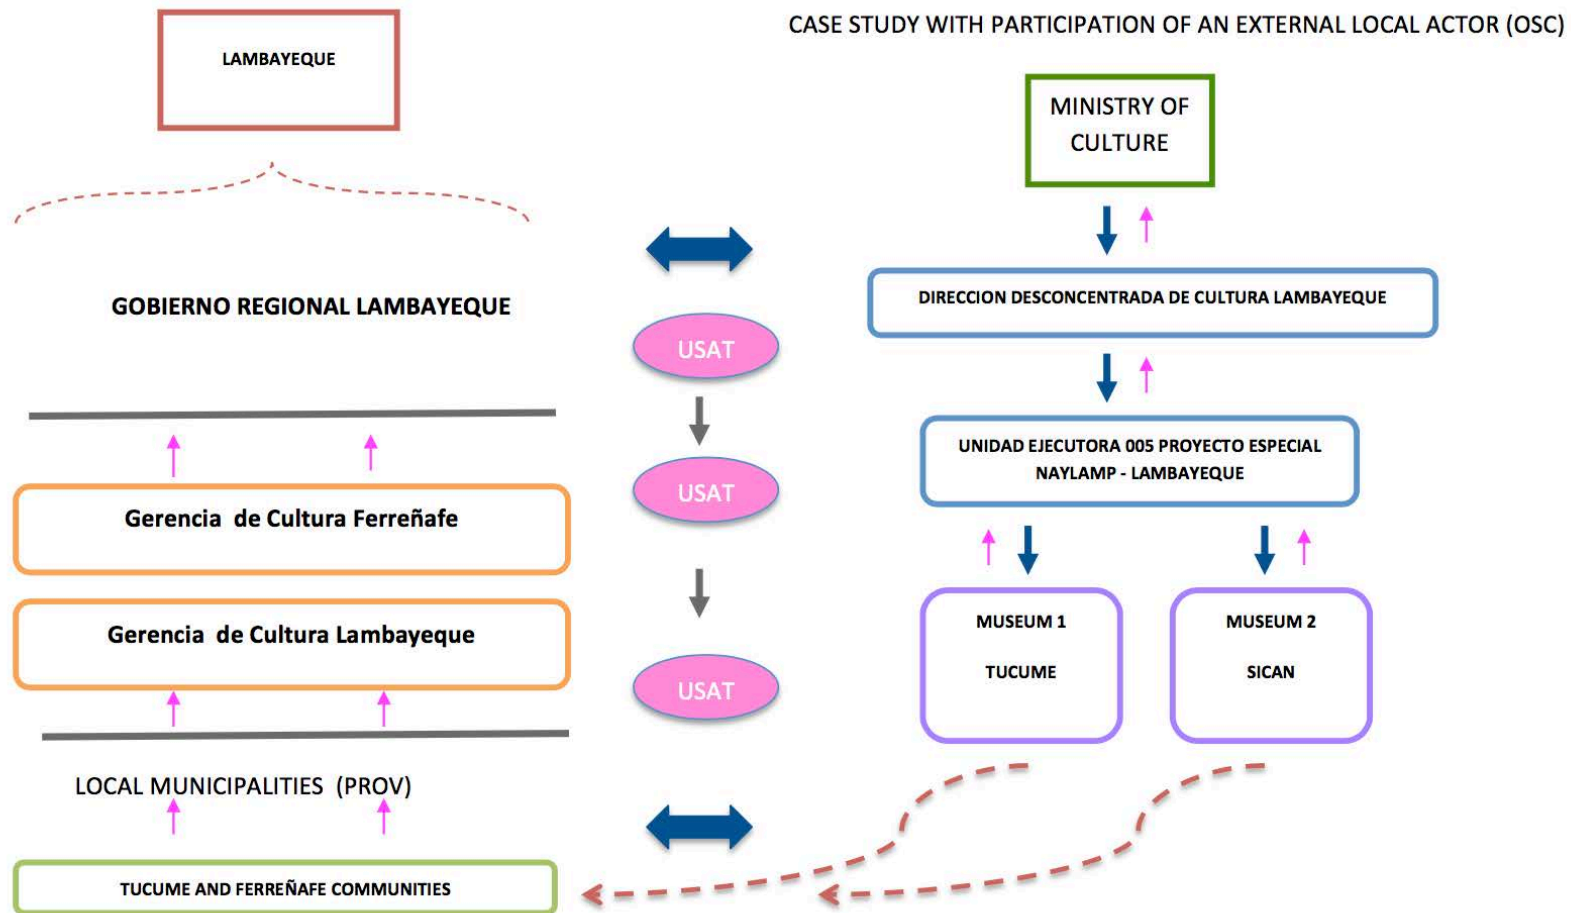 CASE STUDY WITH PARTICIPATION OF AN EXTERNAL LOCAL ACTOR (OSC)
LAMBAYEQUE
GOBIERNO REGIONAL LAMBAYEQUE
Gerencia de Cultura Ferreñafe
Gerencia de Cultura Lambayeque
LOCAL MUNICIPALITIES (PROV)
TUCUME AND FERREÑAFE COMMUNITIES
USAT
USAT
USAT
MINISTRY OF
CULTURE
DIRECCION DESCONCENTRADA DE CULTURA LAMBAYEQUE
UNIDAD EJECUTORA 005 PROYECTO ESPECIAL
NAYLAMP - LAMBAYEQUE
MUSEUM 1
TUCUME
MUSEUM 2
SICAN